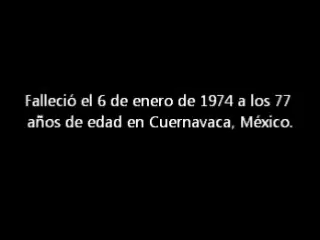 Falleció el 6 de enero de 1974 a los 77
años de edad en Cuernavaca, México.